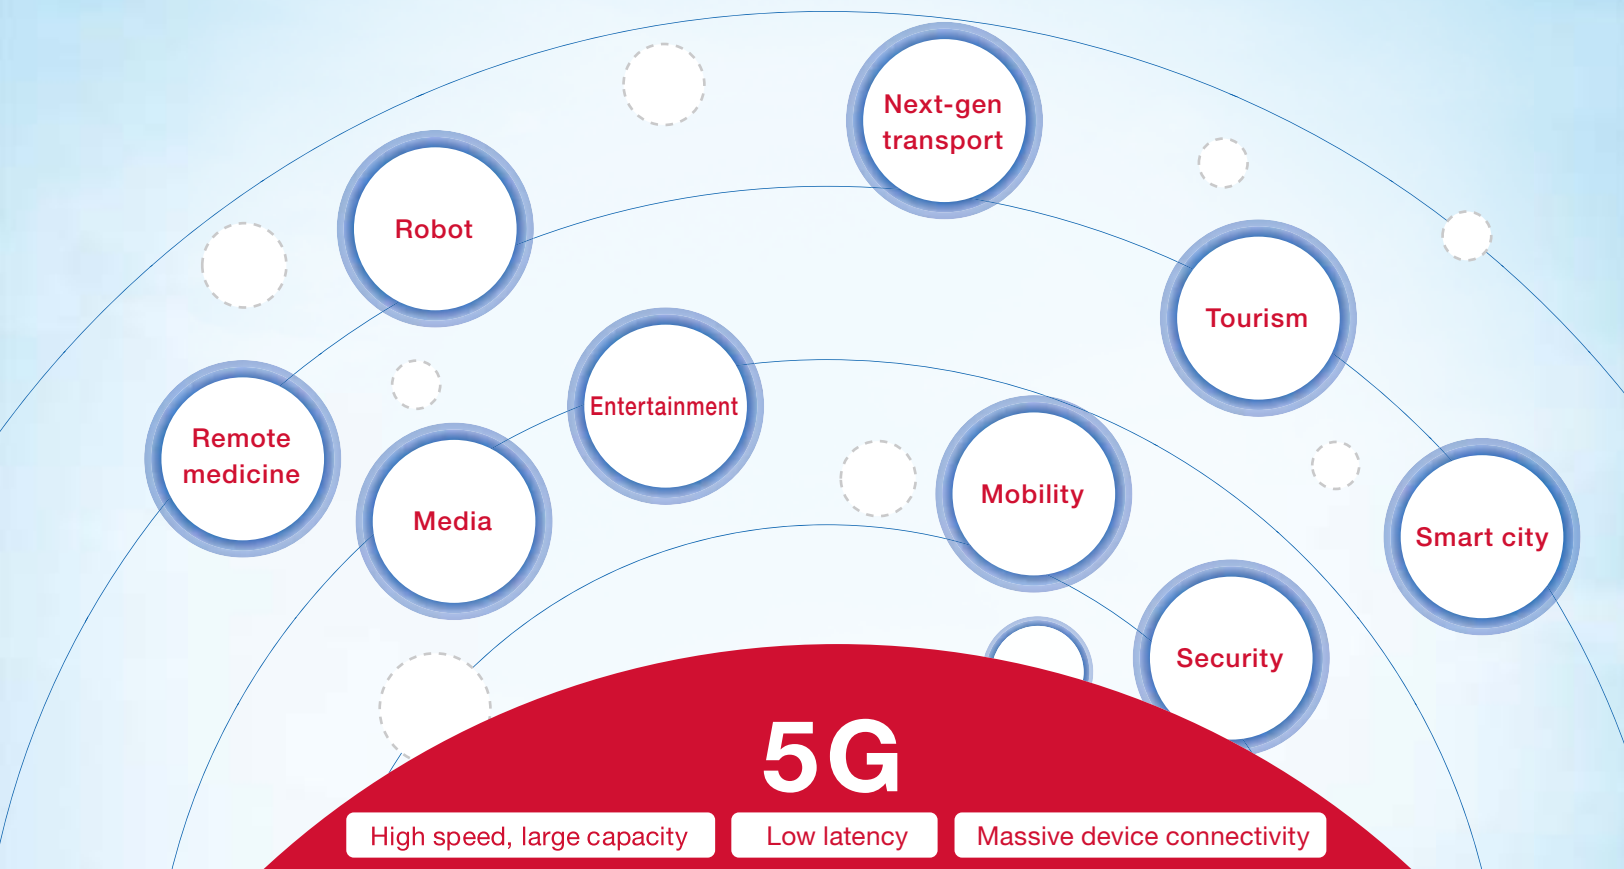 Next-gen
transport
Robot
Tourism
Entertainment
Remote
medicine
Mobility
Media
Smart city
Security
5G
High speed, large capacity
Low latency
Massive device connectivity